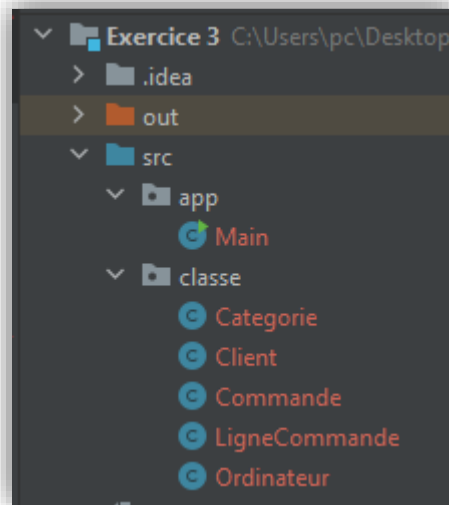 Exercice 3 C:\Users\pc\Desktop
.idea
out
src
app
Main
classe
Categorie
Client
Commande
LigneCommande
Ordinateur